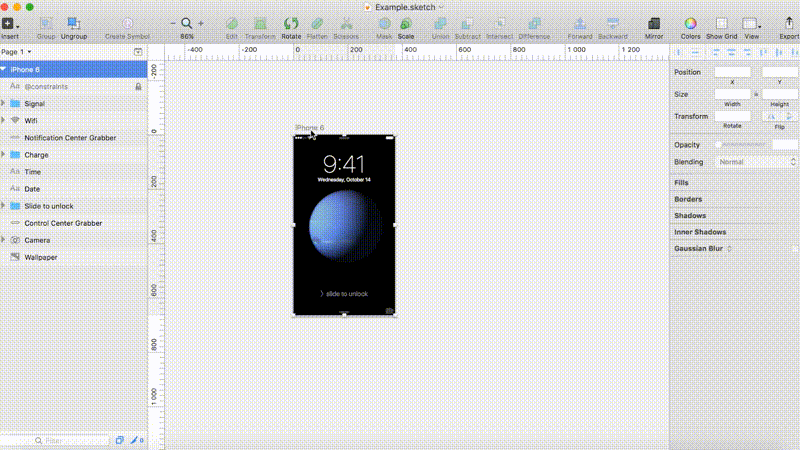 Example.sketch
Insert Group Ungroup Create Symbol 86% Edit Transform Rotate Flatten Scissors Mask Scale Union Subtract Intersect Difference Forward Backward Mirror Colors Show Grid View Export
Page 1
-400 -200 0 200 400 600 800 1 000 1 200
iPhone 6
Aa @constraints
Signal
Wifi
Notification Center Grabber
Charge
Aa Time
Aa Date
Slide to unlock
Control Center Grabber
Camera
Wallpaper
Filter
0
-200
0
200
400
600
800
1 000
iPhone 6
9:41
Wednesday, October 14
slide to unlock
Position
X Y
Size
Width Height
Transform
Rotate Flip
Opacity
Blending Normal
Fills
Borders
Shadows
Inner Shadows
Gaussian Blur